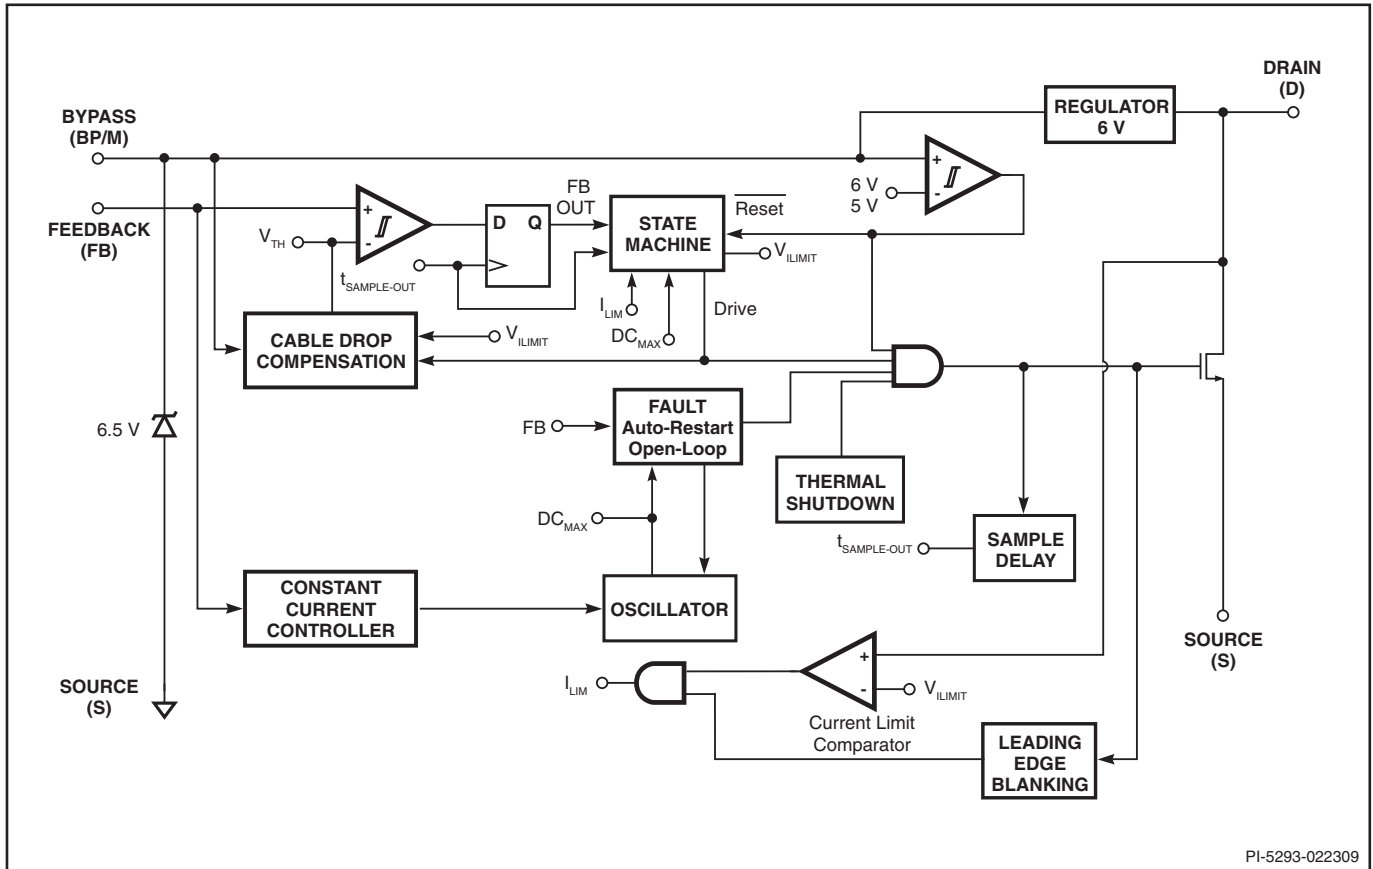 DRAIN
(D)
REGULATOR
6 V
BYPASS
(BP/M)
+
-
6 V
5 V
FEEDBACK
(FB)
+
-
V_TH
t_SAMPLE-OUT
D Q
FB
OUT
STATE
MACHINE
Reset
V_ILIMIT
I_LIM
DC_MAX
Drive
CABLE DROP
COMPENSATION
V_ILIMIT
6.5 V
FB
FAULT
Auto-Restart
Open-Loop
THERMAL
SHUTDOWN
DC_MAX
t_SAMPLE-OUT
SAMPLE
DELAY
CONSTANT
CURRENT
CONTROLLER
OSCILLATOR
SOURCE
(S)
SOURCE
(S)
I_LIM
+
-
V_ILIMIT
Current Limit
Comparator
LEADING
EDGE
BLANKING
PI-5293-022309